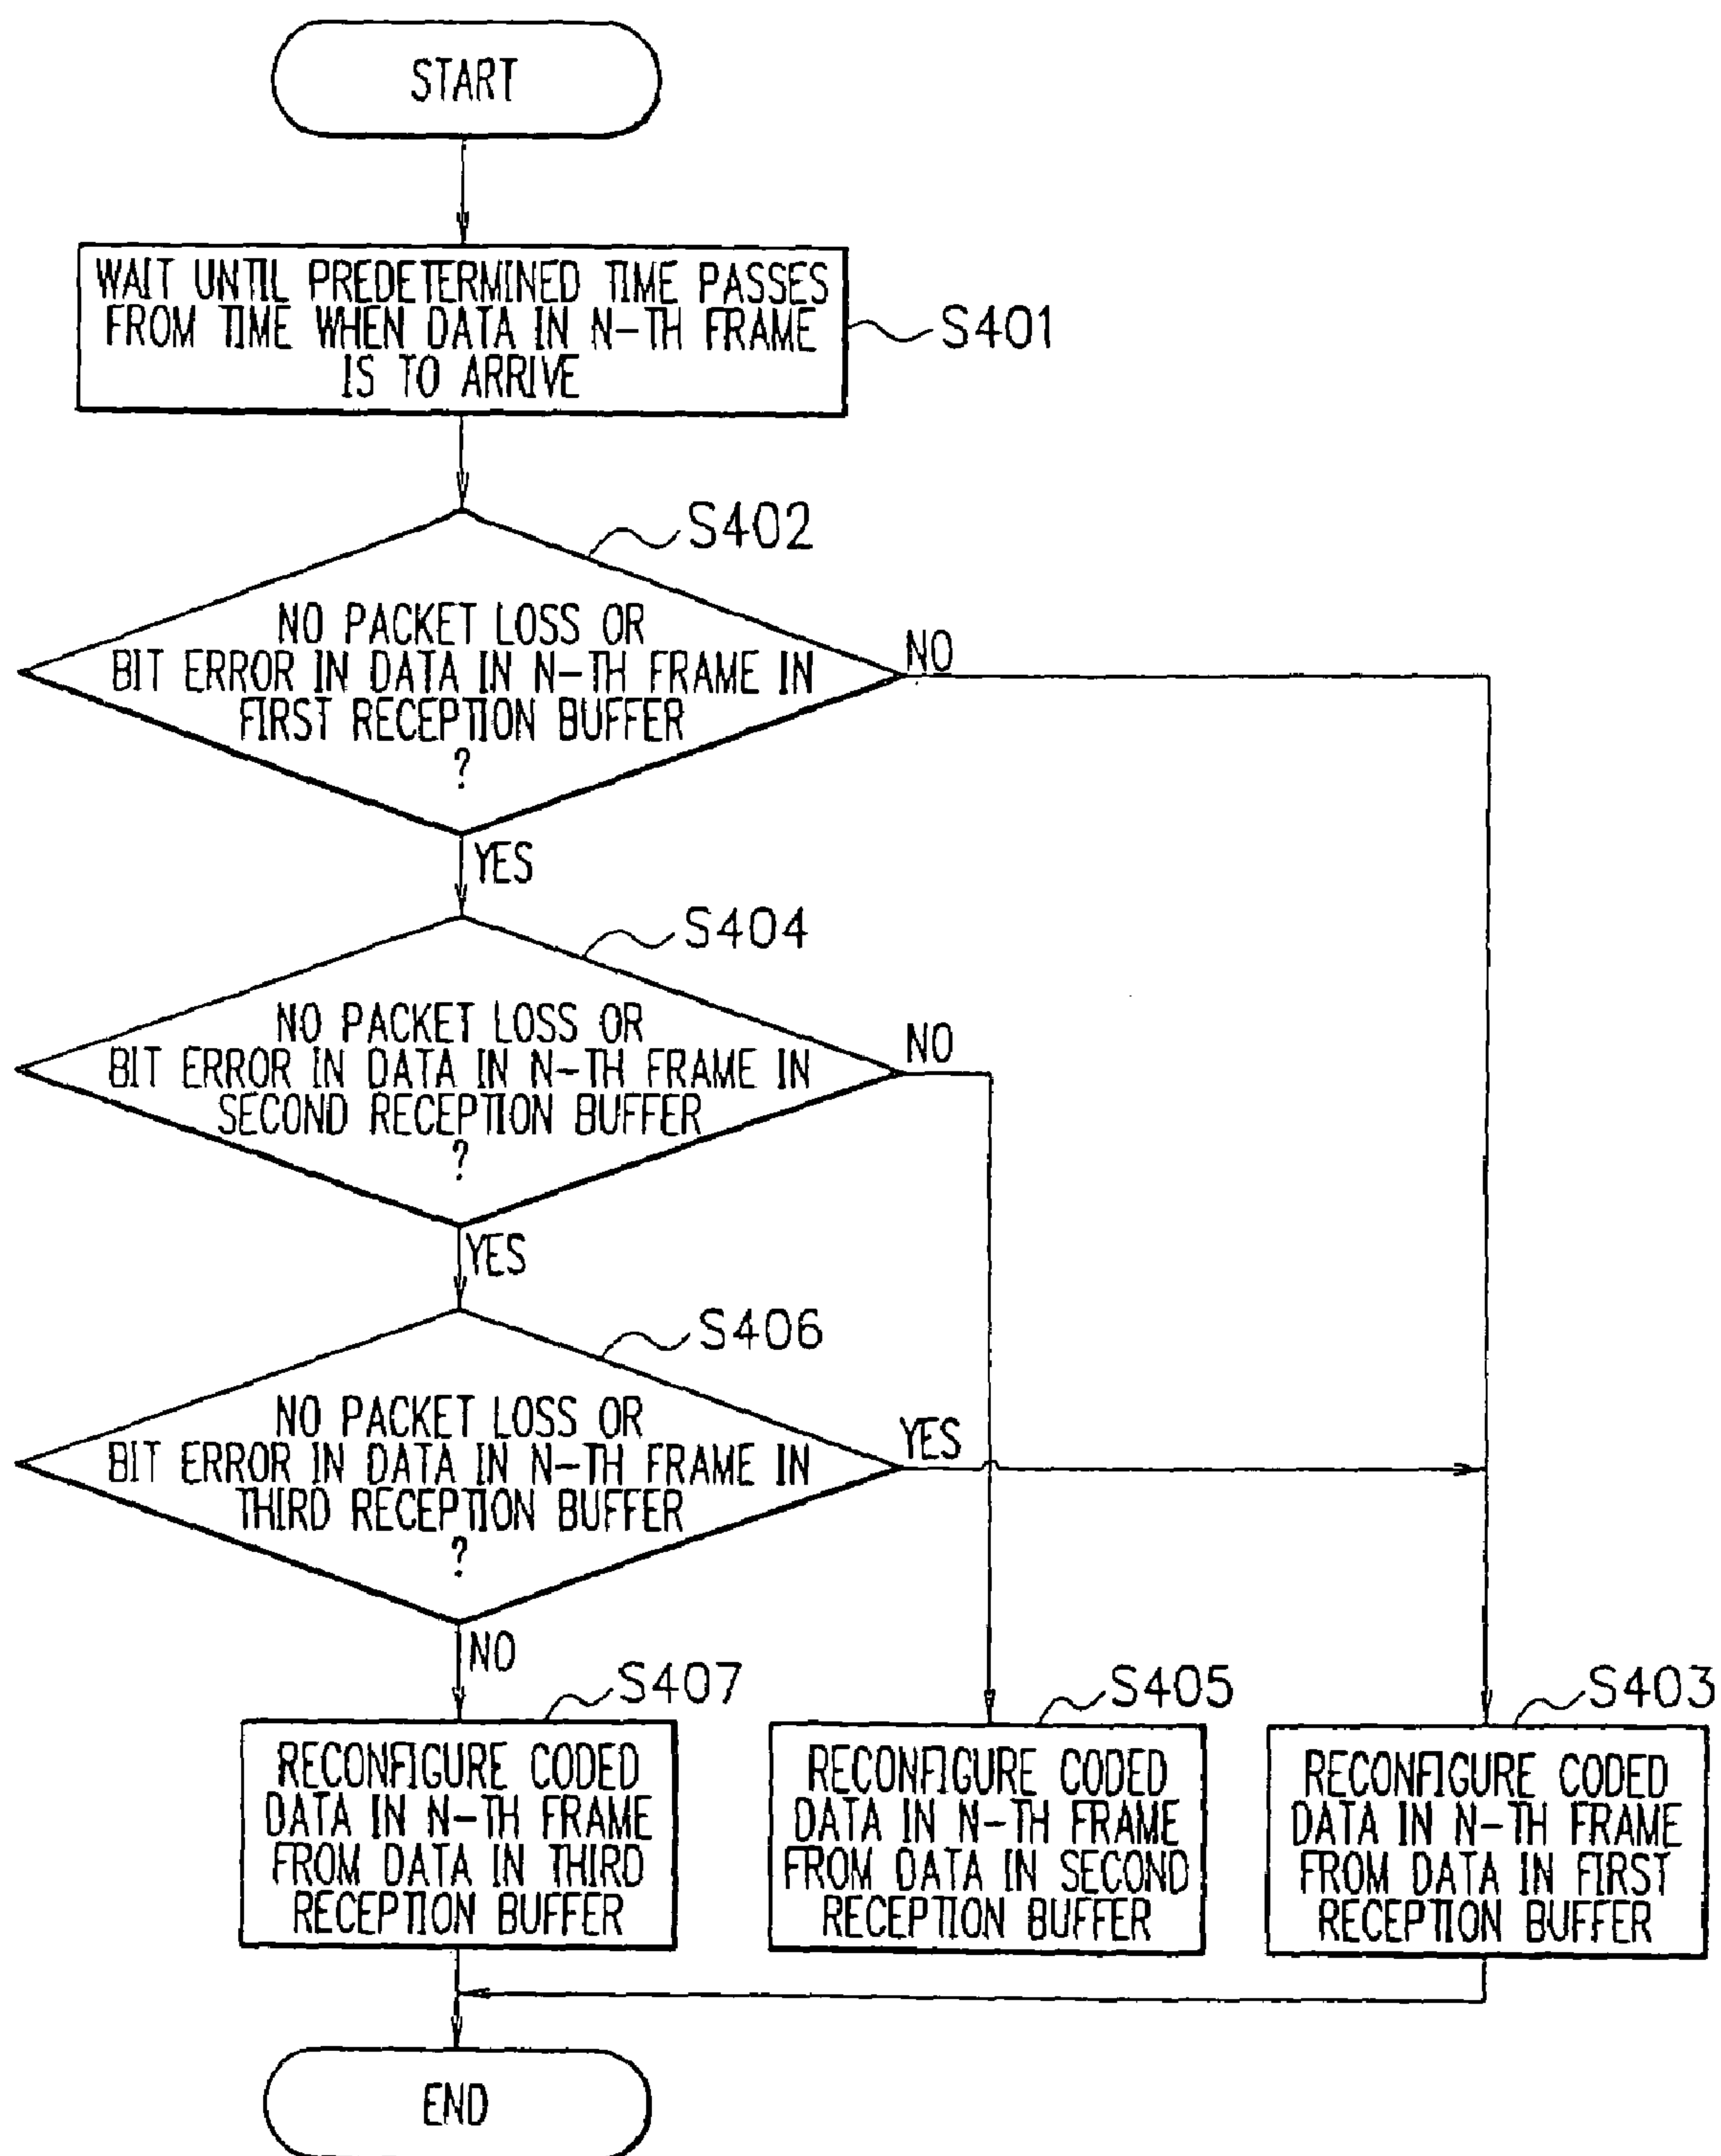 START
WAIT UNTIL PREDETERMINED TIME PASSES
FROM TIME WHEN DATA IN N-TH FRAME
IS TO ARRIVE
S401
S402
NO PACKET LOSS OR
BIT ERROR IN DATA IN N-TH FRAME IN
FIRST RECEPTION BUFFER
?
NO
YES
S404
NO PACKET LOSS OR
BIT ERROR IN DATA IN N-TH FRAME IN
SECOND RECEPTION BUFFER
?
NO
YES
S406
NO PACKET LOSS OR
BIT ERROR IN DATA IN N-TH FRAME IN
THIRD RECEPTION BUFFER
?
YES
NO
S407
RECONFIGURE CODED
DATA IN N-TH FRAME
FROM DATA IN THIRD
RECEPTION BUFFER
S405
RECONFIGURE CODED
DATA IN N-TH FRAME
FROM DATA IN SECOND
RECEPTION BUFFER
S403
RECONFIGURE CODED
DATA IN N-TH FRAME
FROM DATA IN FIRST
RECEPTION BUFFER
END